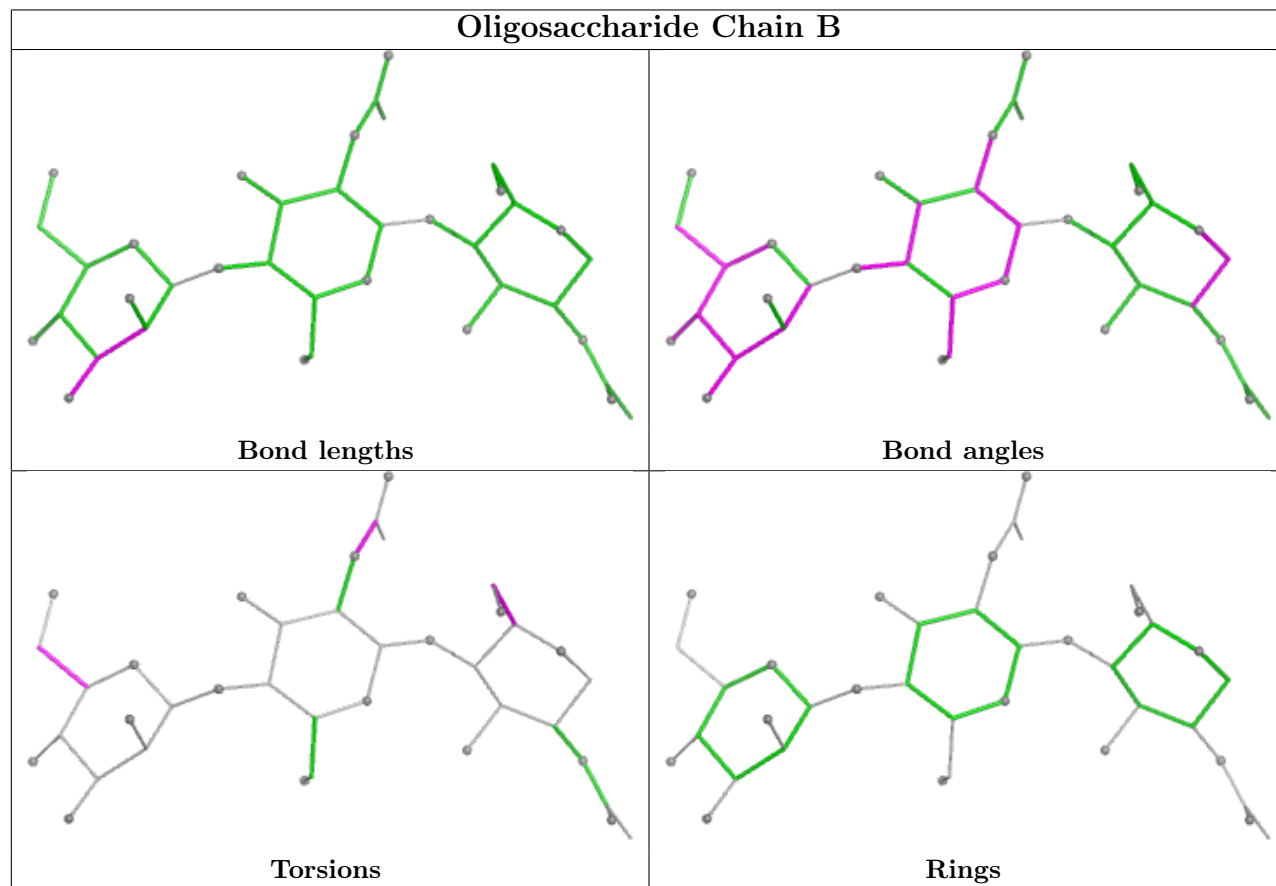 Oligosaccharide Chain B
Bond lengths
Bond angles
Torsions
Rings